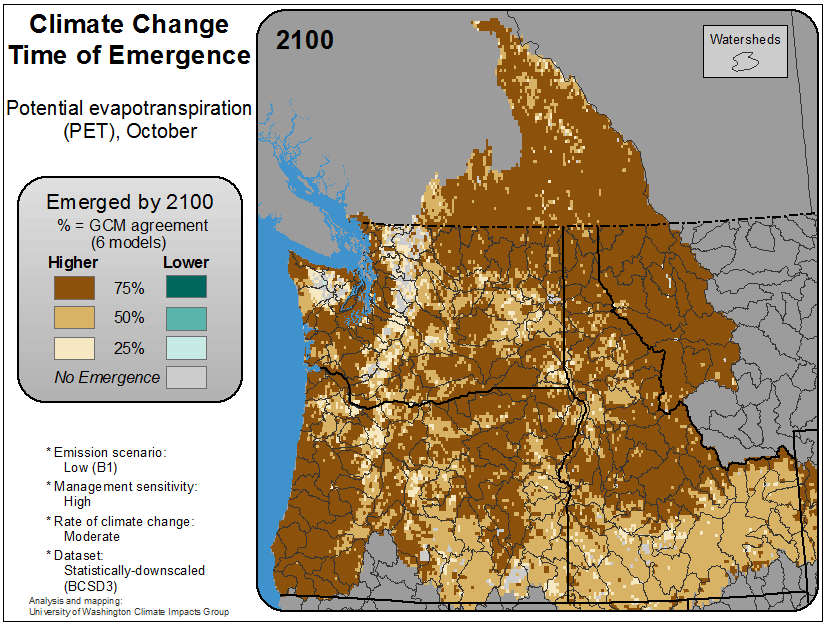 Climate Change
Time of Emergence
Potential evapotranspiration
(PET), October
Emerged by 2100
% = GCM agreement
(6 models)
Higher Lower
75%
50%
25%
No Emergence
* Emission scenario:
Low (B1)
* Management sensitivity:
High
* Rate of climate change:
Moderate
* Dataset:
Statistically-downscaled
(BCSD3)
Analysis and mapping:
University of Washington Climate Impacts Group
2100
Watersheds